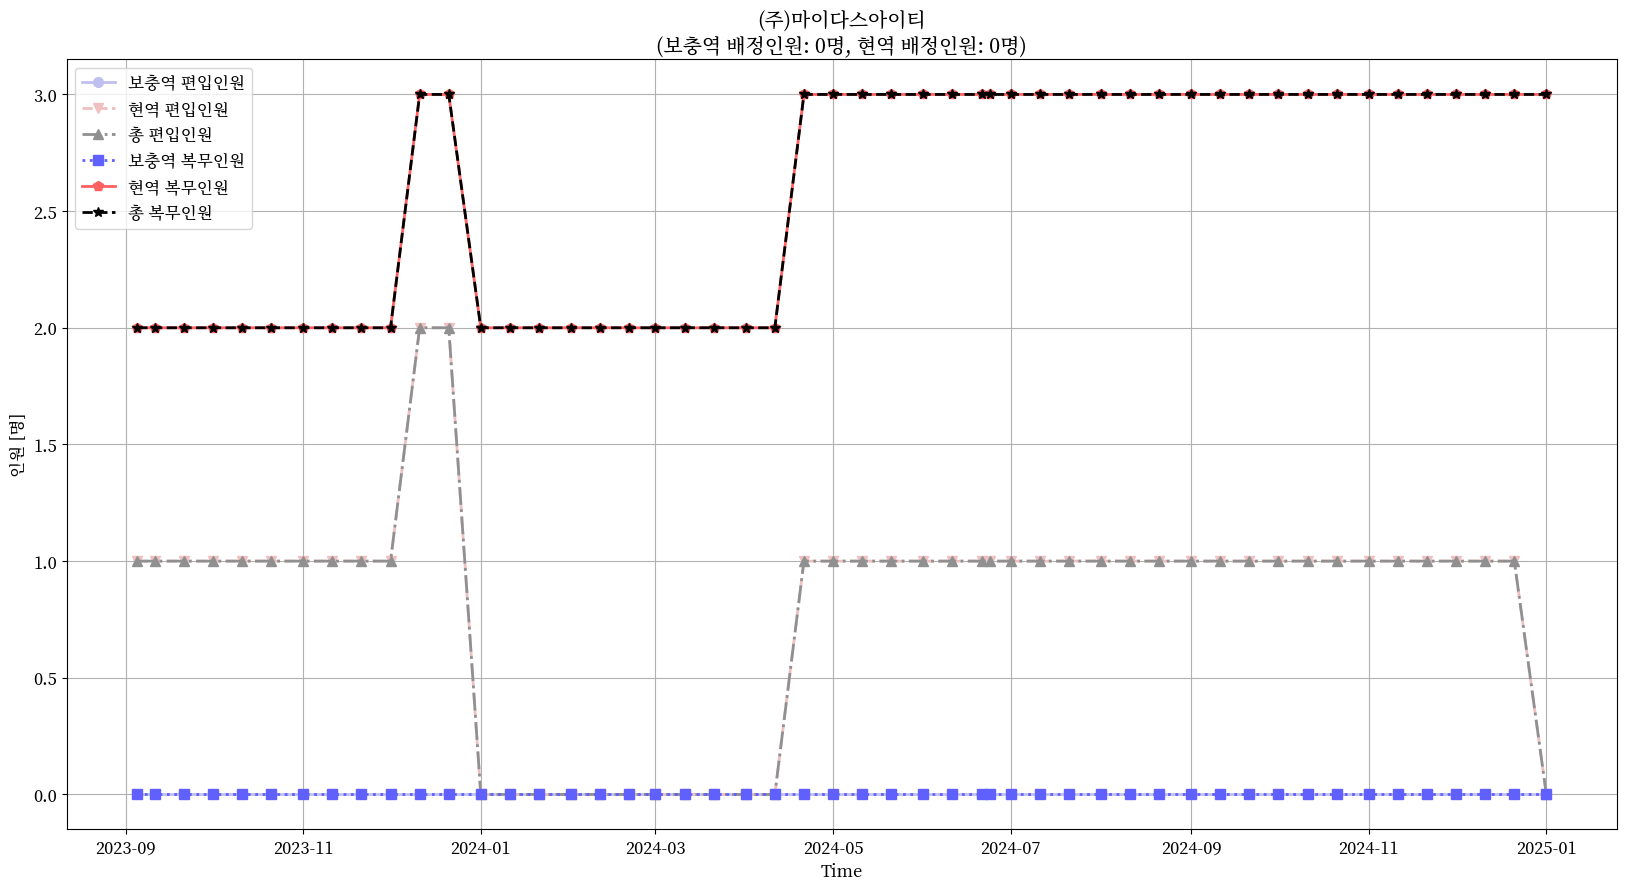 (주)마이다스아이티
(보충역 배정인원: 0명, 현역 배정인원: 0명)
보충역 편입인원
현역 편입인원
총 편입인원
보충역 복무인원
현역 복무인원
총 복무인원
인원 [명]
3.0
2.5
2.0
1.5
1.0
0.5
0.0
2023-09 2023-11 2024-01 2024-03 2024-05 2024-07 2024-09 2024-11 2025-01
Time